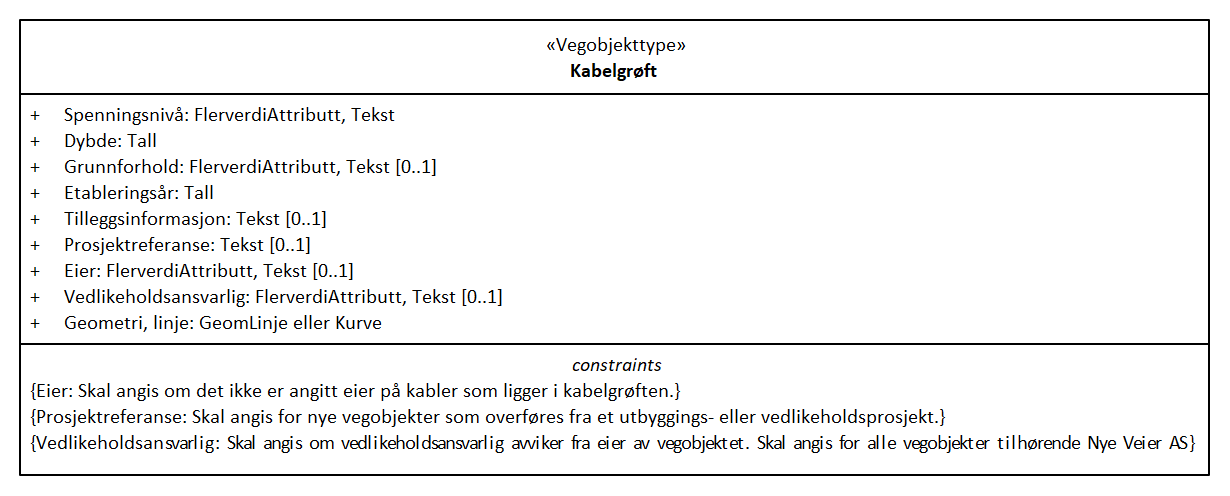 «Vegobjekttype»
Kabelgrøft
+ Spenningsnivå: FlerverdiAttributt, Tekst
+ Dybde: Tall
+ Grunnforhold: FlerverdiAttributt, Tekst [0..1]
+ Etableringsår: Tall
+ Tilleggsinformasjon: Tekst [0..1]
+ Prosjektreferanse: Tekst [0..1]
+ Eier: FlerverdiAttributt, Tekst [0..1]
+ Vedlikeholdsansvarlig: FlerverdiAttributt, Tekst [0..1]
+ Geometri, linje: GeomLinje eller Kurve
constraints
{Eier: Skal angis om det ikke er angitt eier på kabler som ligger i kabelgrøften.}
{Prosjektreferanse: Skal angis for nye vegobjekter som overføres fra et utbyggings- eller vedlikeholdsprosjekt.}
{Vedlikeholdsansvarlig: Skal angis om vedlikeholdsansvarlig avviker fra eier av vegobjektet. Skal angis for alle vegobjekter tilhørende Nye Veier AS}